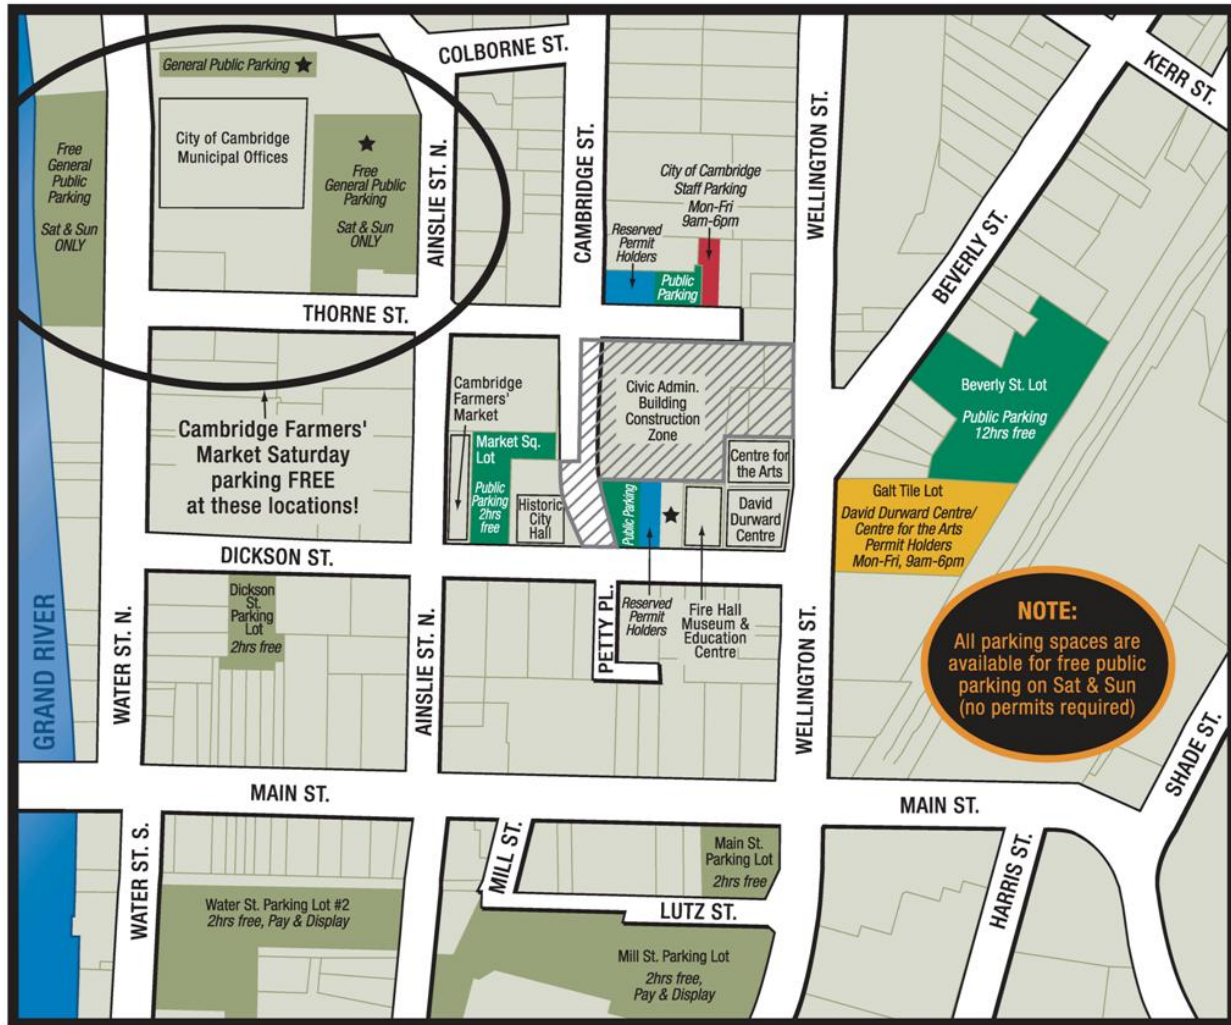 COLBORNE ST.
KERR ST.
General Public Parking ★
City of Cambridge
Municipal Offices
Free
General
Public
Parking
Sat & Sun
ONLY
★
Free
General Public
Parking
Sat & Sun
ONLY
AINSLIE ST. N.
CAMBRIDGE ST.
City of Cambridge
Staff Parking
Mon-Fri
9am-6pm
Reserved
Permit
Holders
Public
Parking
WELLINGTON ST.
BEVERLY ST.
THORNE ST.
Cambridge Farmers'
Market Saturday
parking FREE
at these locations!
Cambridge
Farmers'
Market
Market Sq.
Lot
Public
Parking
2hrs
free
Historic
City
Hall
Civic Admin.
Building
Construction
Zone
Centre for
the Arts
David
Durward
Centre
Public Parking
★
Beverly St. Lot
Public Parking
12hrs free
Galt Tile Lot
David Durward Centre/
Centre for the Arts
Permit Holders
Mon-Fri, 9am-6pm
DICKSON ST.
Dickson
St.
Parking
Lot
2hrs free
GRAND RIVER
WATER ST. N.
AINSLIE ST. N.
PETTY PL.
Reserved
Permit
Holders
Fire Hall
Museum &
Education
Centre
WELLINGTON ST.
NOTE:
All parking spaces are
available for free public
parking on Sat & Sun
(no permits required)
SHADE ST.
MAIN ST.
MAIN ST.
WATER ST. S.
MILL ST.
Main St.
Parking Lot
2hrs free
HARRIS ST.
Water St. Parking Lot #2
2hrs free, Pay & Display
LUTZ ST.
Mill St. Parking Lot
2hrs free,
Pay & Display